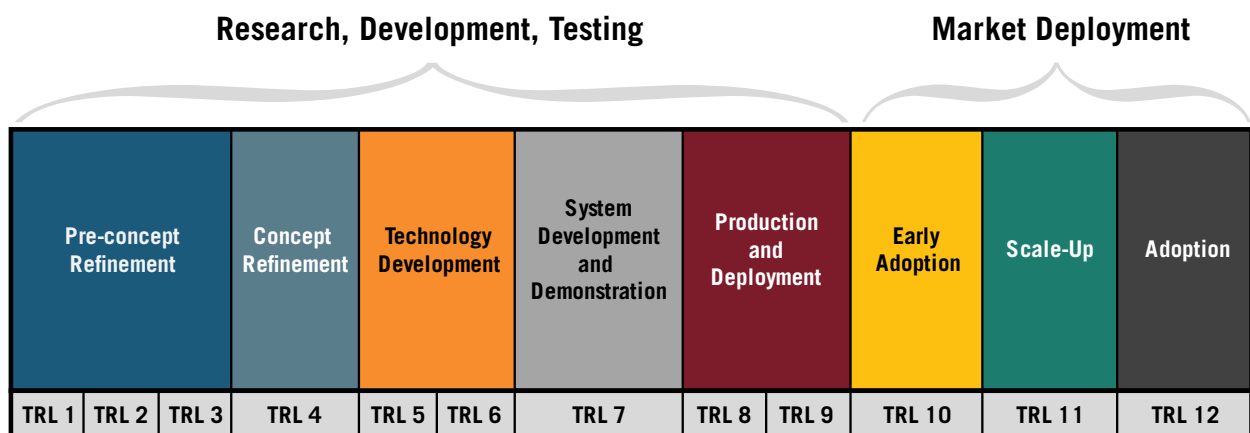 Research, Development, Testing
Market Deployment
Pre-concept
Refinement
Concept
Refinement
Technology
Development
System
Development
and
Demonstration
Production
and
Deployment
Early
Adoption
Scale-Up
Adoption
TRL 1
TRL 2
TRL 3
TRL 4
TRL 5
TRL 6
TRL 7
TRL 8
TRL 9
TRL 10
TRL 11
TRL 12